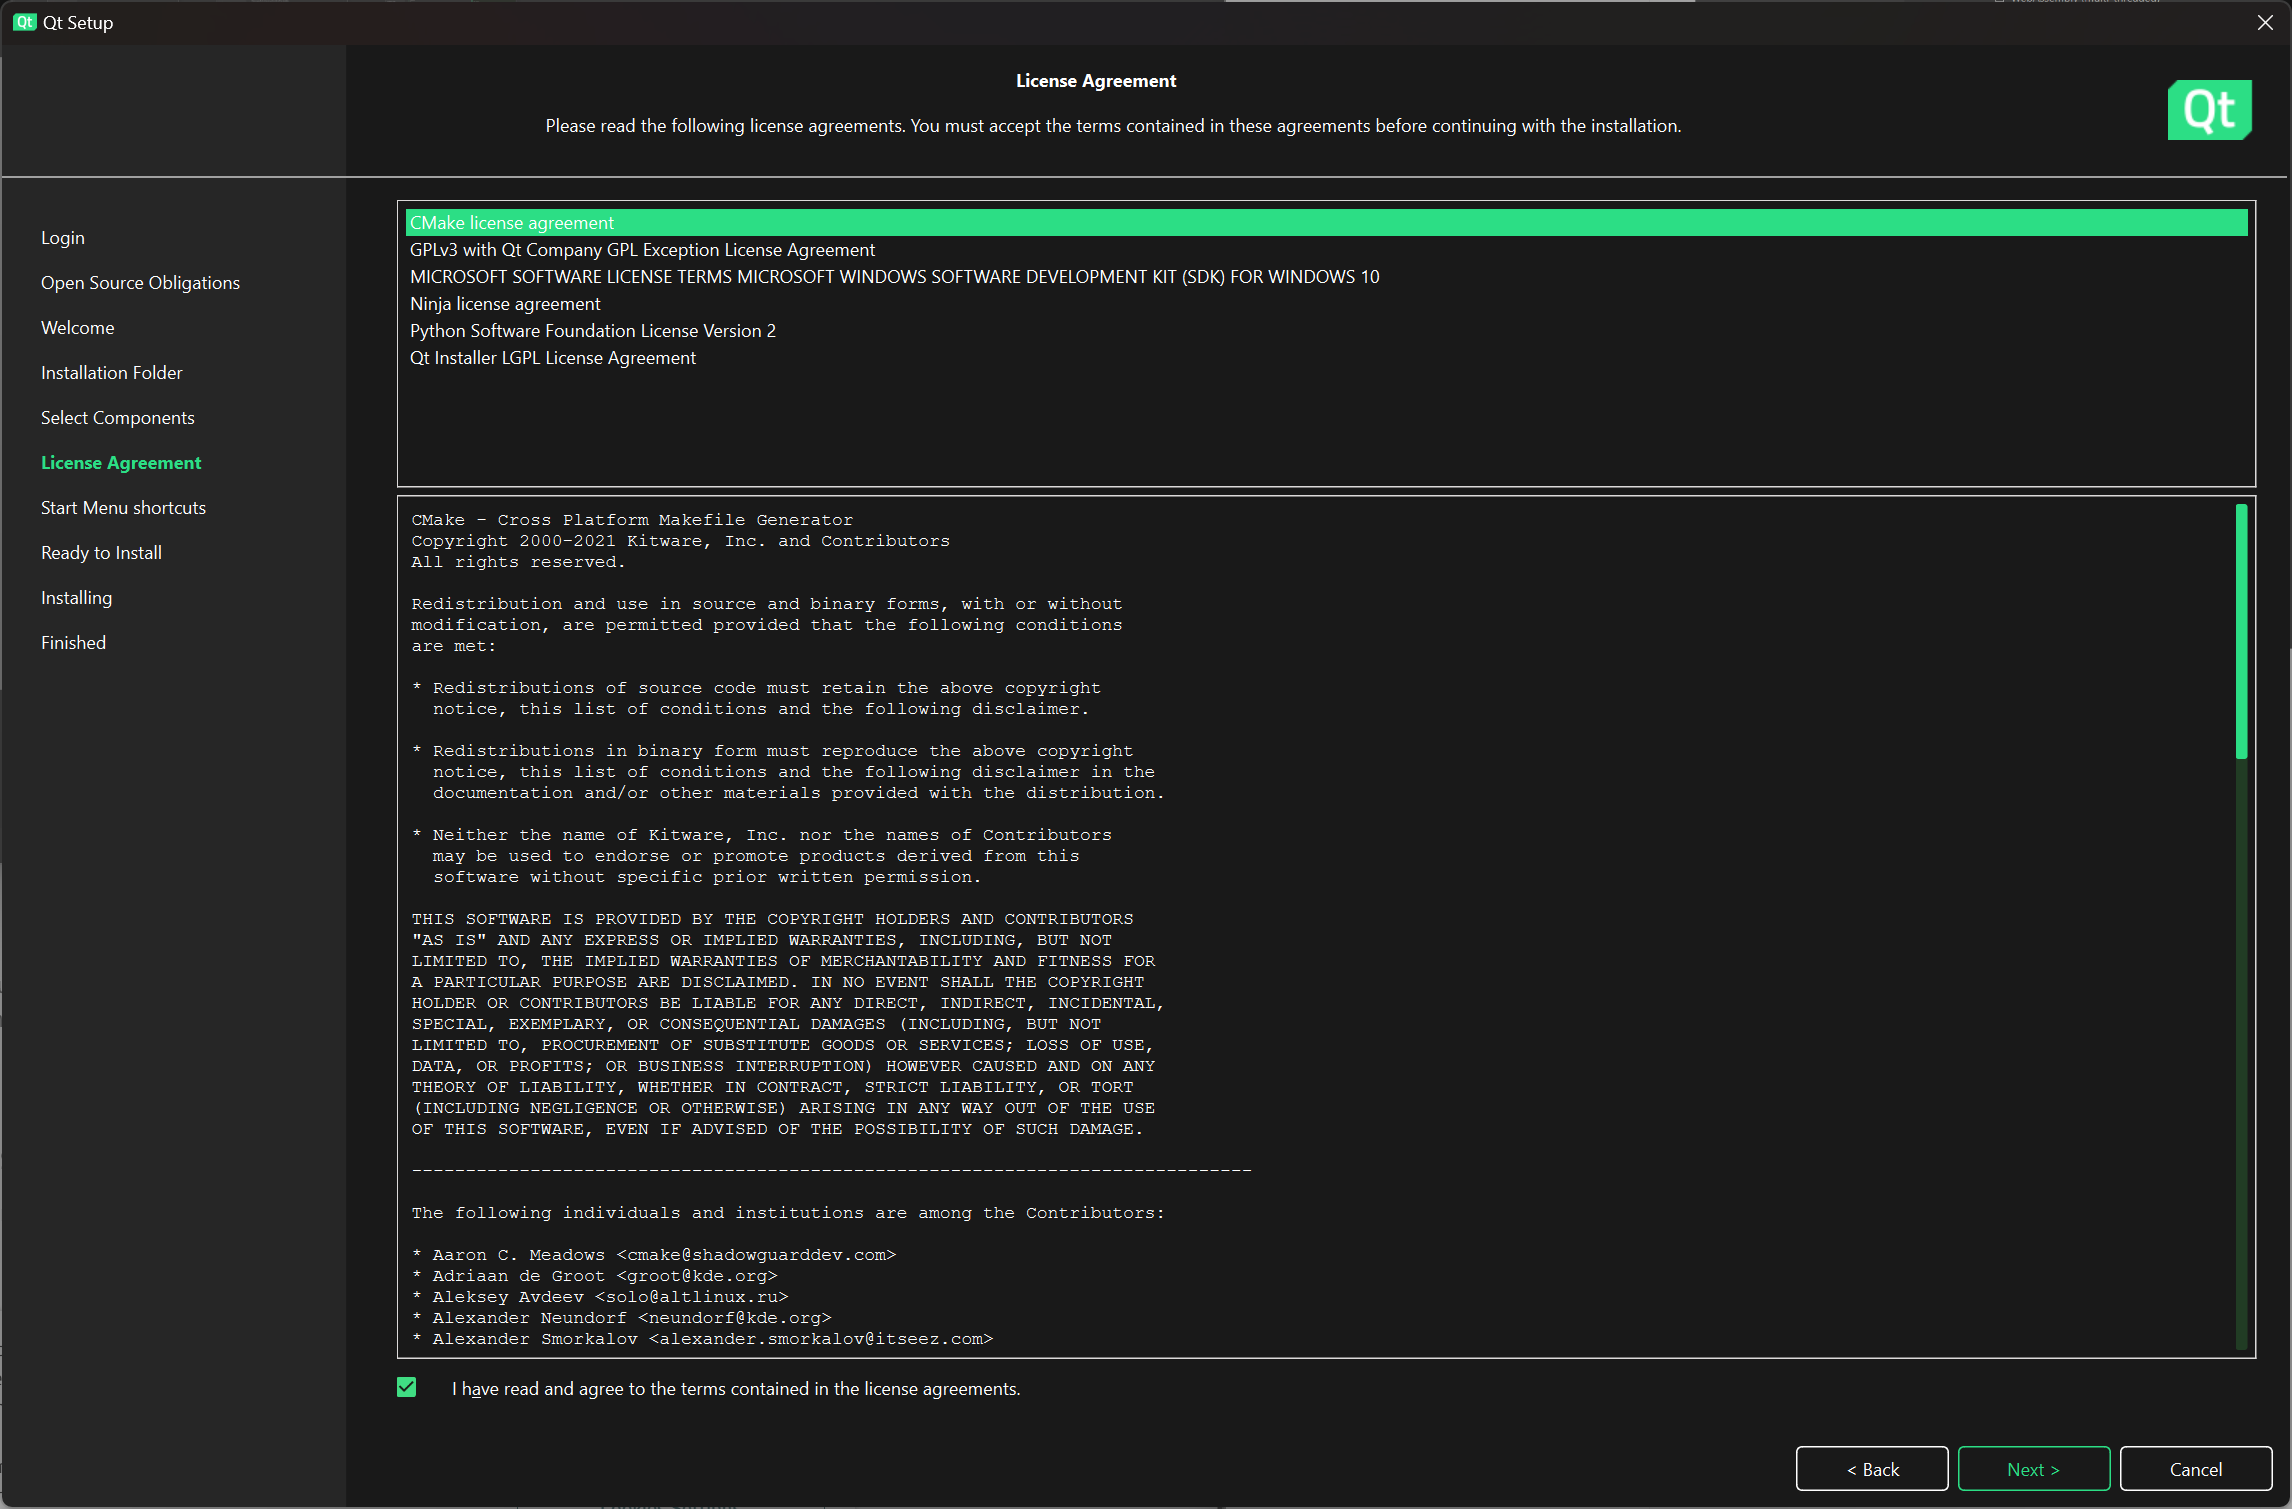 Qt Setup
License Agreement
Please read the following license agreements. You must accept the terms contained in these agreements before continuing with the installation.
Qt
Login
Open Source Obligations
Welcome
Installation Folder
Select Components
License Agreement
Start Menu shortcuts
Ready to Install
Installing
Finished
CMake license agreement
GPLv3 with Qt Company GPL Exception License Agreement
MICROSOFT SOFTWARE LICENSE TERMS MICROSOFT WINDOWS SOFTWARE DEVELOPMENT KIT (SDK) FOR WINDOWS 10
Ninja license agreement
Python Software Foundation License Version 2
Qt Installer LGPL License Agreement
CMake - Cross Platform Makefile Generator
Copyright 2000-2021 Kitware, Inc. and Contributors
All rights reserved.
Redistribution and use in source and binary forms, with or without
modification, are permitted provided that the following conditions
are met:
* Redistributions of source code must retain the above copyright
notice, this list of conditions and the following disclaimer.
* Redistributions in binary form must reproduce the above copyright
notice, this list of conditions and the following disclaimer in the
documentation and/or other materials provided with the distribution.
* Neither the name of Kitware, Inc. nor the names of Contributors
may be used to endorse or promote products derived from this
software without specific prior written permission.
THIS SOFTWARE IS PROVIDED BY THE COPYRIGHT HOLDERS AND CONTRIBUTORS
"AS IS" AND ANY EXPRESS OR IMPLIED WARRANTIES, INCLUDING, BUT NOT
LIMITED TO, THE IMPLIED WARRANTIES OF MERCHANTABILITY AND FITNESS FOR
A PARTICULAR PURPOSE ARE DISCLAIMED. IN NO EVENT SHALL THE COPYRIGHT
HOLDER OR CONTRIBUTORS BE LIABLE FOR ANY DIRECT, INDIRECT, INCIDENTAL,
SPECIAL, EXEMPLARY, OR CONSEQUENTIAL DAMAGES (INCLUDING, BUT NOT
LIMITED TO, PROCUREMENT OF SUBSTITUTE GOODS OR SERVICES; LOSS OF USE,
DATA, OR PROFITS; OR BUSINESS INTERRUPTION) HOWEVER CAUSED AND ON ANY
THEORY OF LIABILITY, WHETHER IN CONTRACT, STRICT LIABILITY, OR TORT
(INCLUDING NEGLIGENCE OR OTHERWISE) ARISING IN ANY WAY OUT OF THE USE
OF THIS SOFTWARE, EVEN IF ADVISED OF THE POSSIBILITY OF SUCH DAMAGE.
------------------------------------------------------------------------------
The following individuals and institutions are among the Contributors:
* Aaron C. Meadows <cmake@shadowguarddev.com>
* Adriaan de Groot <groot@kde.org>
* Aleksey Avdeev <solo@altlinux.ru>
* Alexander Neundorf <neundorf@kde.org>
* Alexander Smorkalov <alexander.smorkalov@itseez.com>
I have read and agree to the terms contained in the license agreements.
< Back
Next >
Cancel